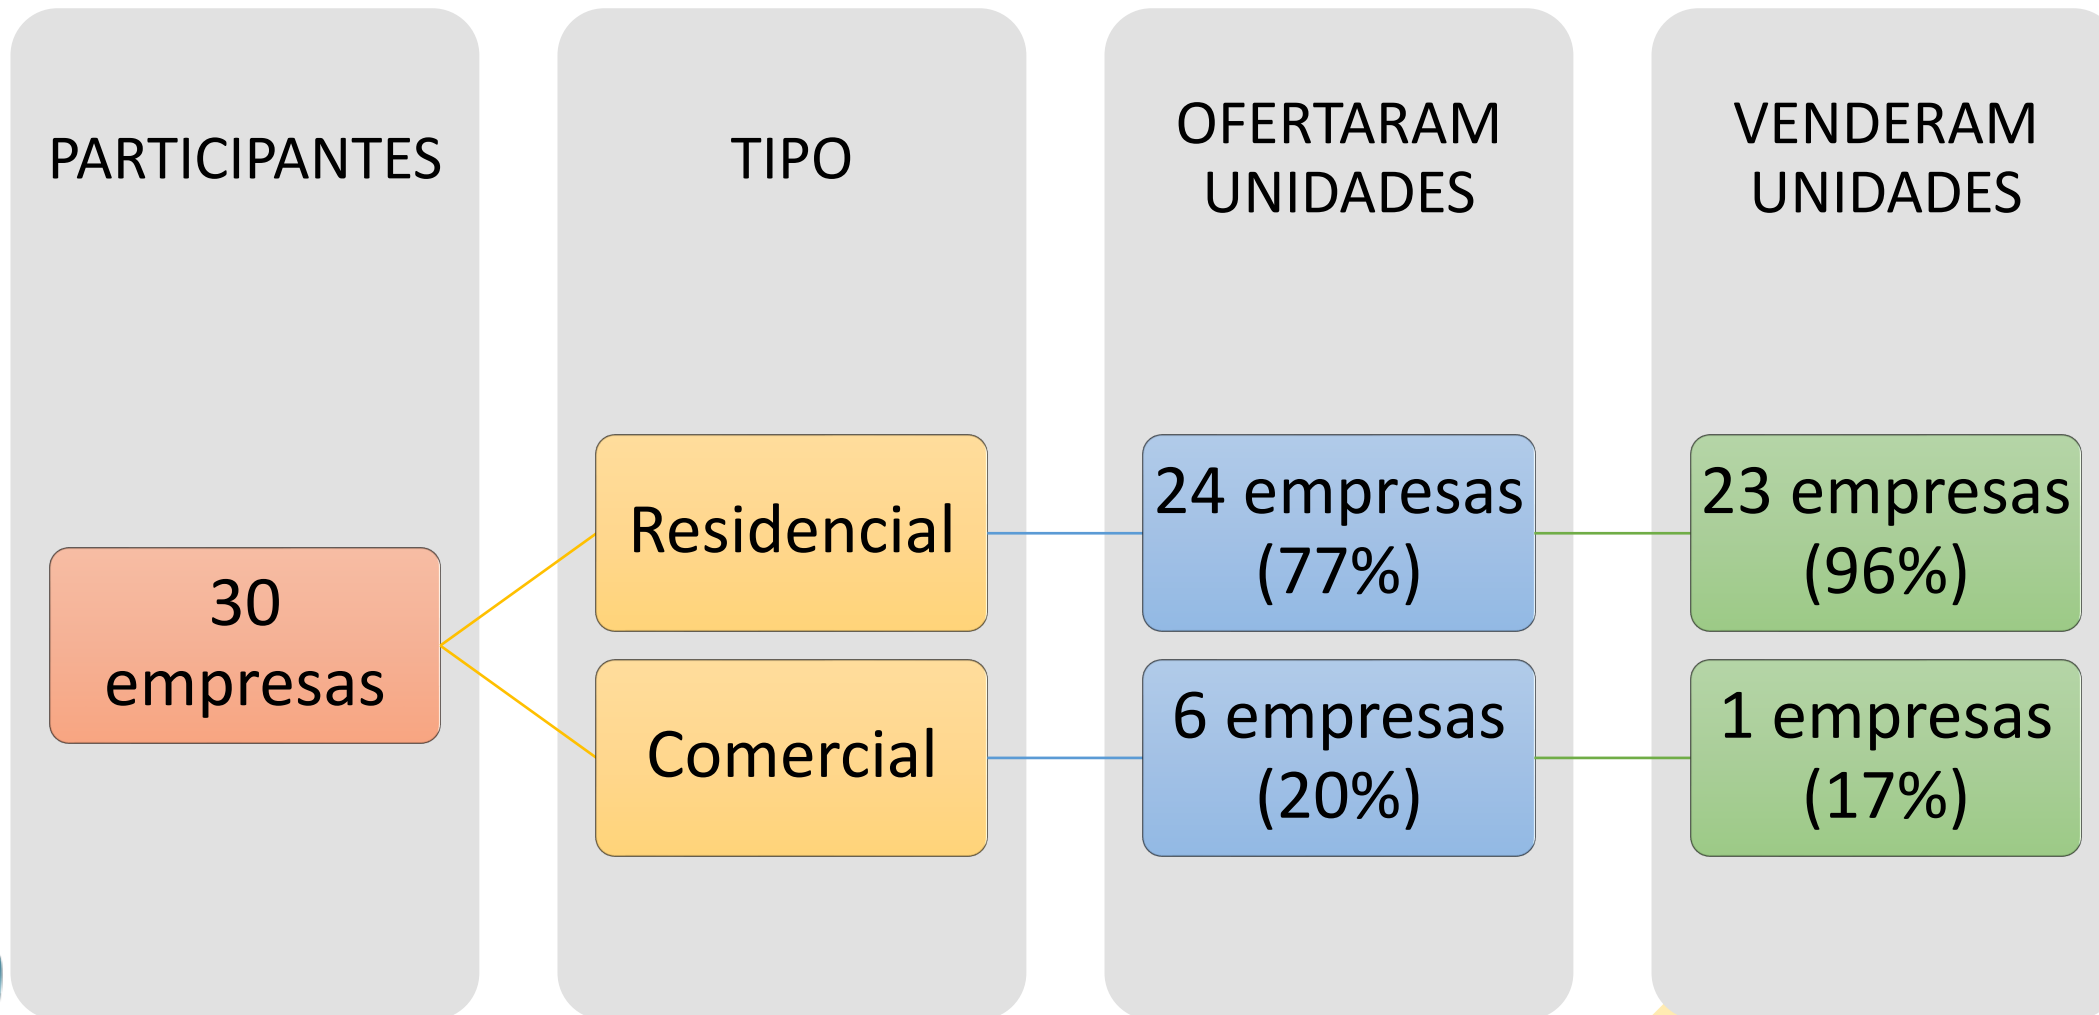 PARTICIPANTES
TIPO
OFERTARAM
UNIDADES
VENDERAM
UNIDADES
30
empresas
Residencial
24 empresas
(77%)
23 empresas
(96%)
Comercial
6 empresas
(20%)
1 empresas
(17%)